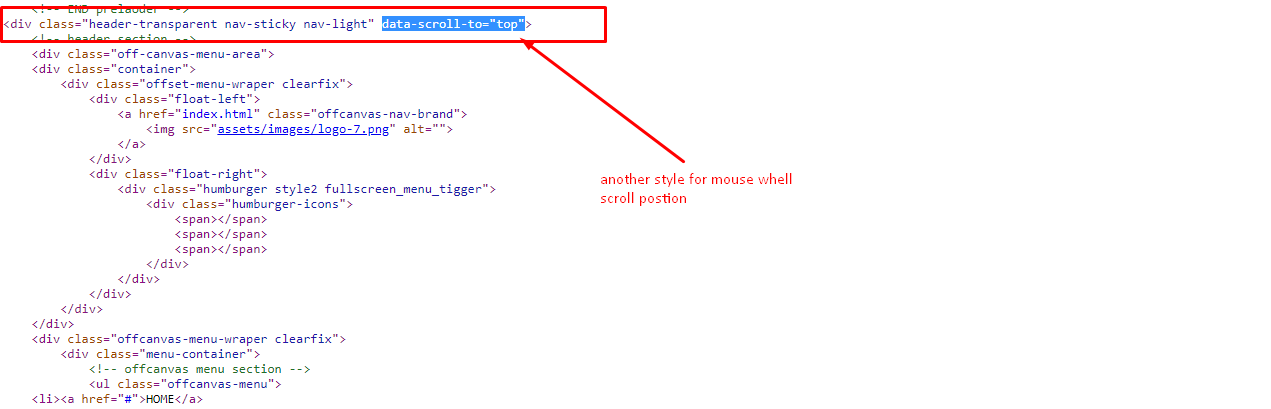 <!-- END prelaoder -->
<div class="header-transparent nav-sticky nav-light" data-scroll-to="top">
<!-- header section -->
<div class="off-canvas-menu-area">
<div class="container">
<div class="offset-menu-wraper clearfix">
<div class="float-left">
<a href="index.html" class="offcanvas-nav-brand">
<img src="assets/images/logo-7.png" alt="">
</a>
</div>
<div class="float-right">
<div class="humburger style2 fullscreen_menu_tigger">
<div class="humburger-icons">
<span></span>
<span></span>
<span></span>
</div>
</div>
</div>
</div>
</div>
<div class="offcanvas-menu-wraper clearfix">
<div class="menu-container">
<!-- offcanvas menu section -->
<ul class="offcanvas-menu">
<li><a href="#">HOME</a>
another style for mouse whell
scroll postion